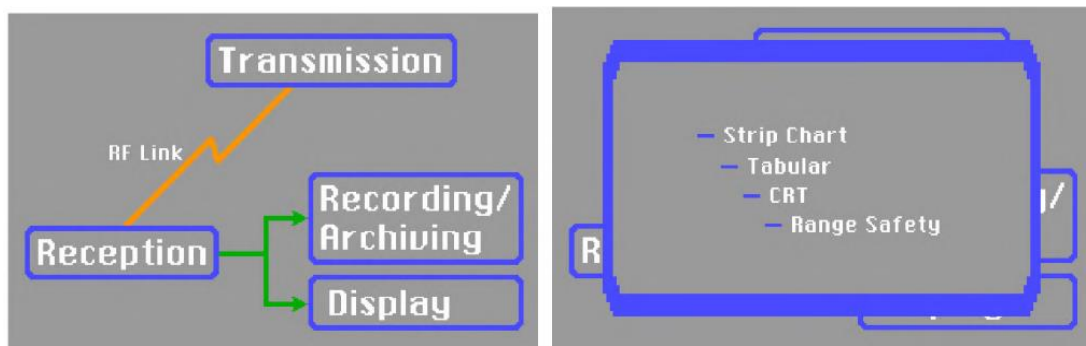 Transmission
RF Link
Recording/
Archiving
Reception
Display
Strip Chart
Tabular
CRT
Range Safety
R